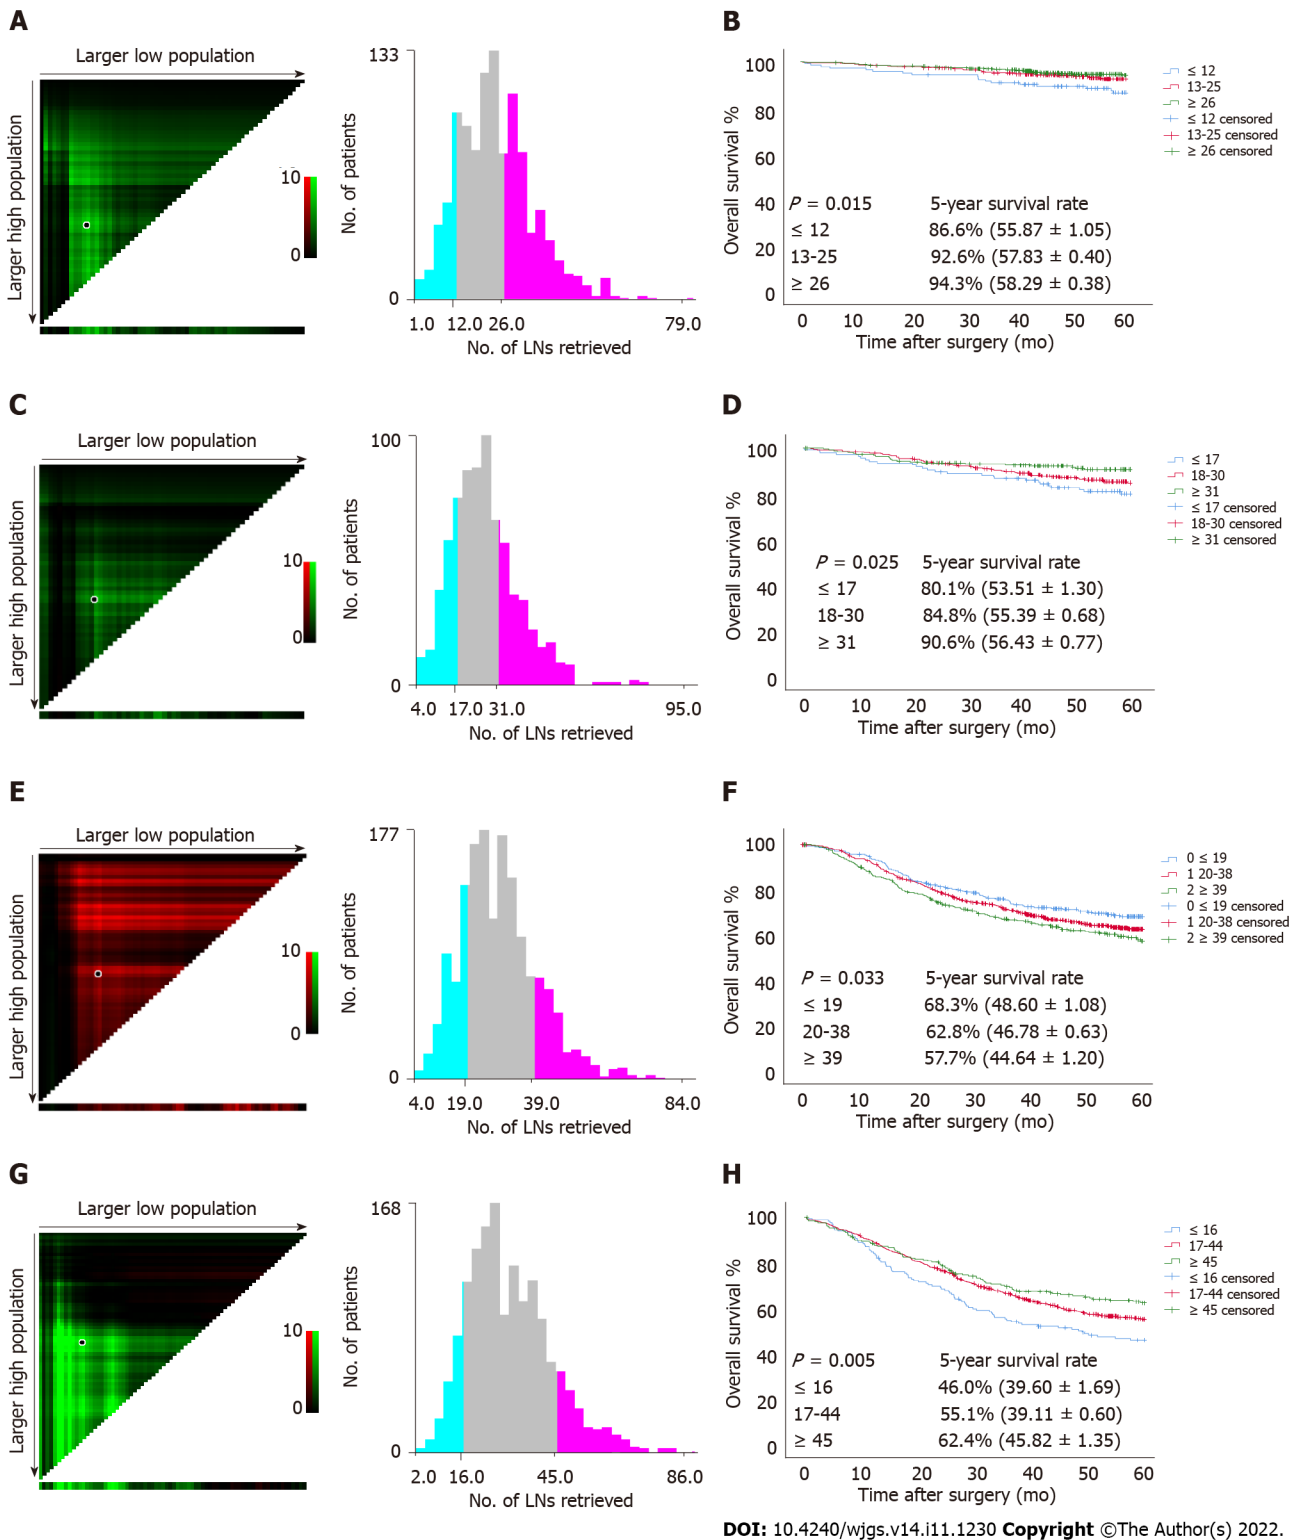 A
Larger low population
Larger high population
10
0
133
No. of patients
0
1.0 12.0 26.0 79.0
No. of LNs retrieved
B
Overall survival %
100
80
60
40
20
0
P = 0.015 5-year survival rate
≤ 12 86.6% (55.87 ± 1.05)
13-25 92.6% (57.83 ± 0.40)
≥ 26 94.3% (58.29 ± 0.38)
0 10 20 30 40 50 60
Time after surgery (mo)
≤ 12
13-25
≥ 26
≤ 12 censored
13-25 censored
≥ 26 censored
C
Larger low population
Larger high population
10
0
100
No. of patients
0
4.0 17.0 31.0 95.0
No. of LNs retrieved
D
Overall survival %
100
80
60
40
20
0
P = 0.025 5-year survival rate
≤ 17 80.1% (53.51 ± 1.30)
18-30 84.8% (55.39 ± 0.68)
≥ 31 90.6% (56.43 ± 0.77)
0 10 20 30 40 50 60
Time after surgery (mo)
≤ 17
18-30
≥ 31
≤ 17 censored
18-30 censored
≥ 31 censored
E
Larger low population
Larger high population
10
0
177
No. of patients
0
4.0 19.0 39.0 84.0
No. of LNs retrieved
F
Overall survival %
100
80
60
40
20
0
P = 0.033 5-year survival rate
≤ 19 68.3% (48.60 ± 1.08)
20-38 62.8% (46.78 ± 0.63)
≥ 39 57.7% (44.64 ± 1.20)
0 10 20 30 40 50 60
Time after surgery (mo)
0 ≤ 19
1 20-38
2 ≥ 39
0 ≤ 19 censored
1 20-38 censored
2 ≥ 39 censored
G
Larger low population
Larger high population
10
0
168
No. of patients
0
2.0 16.0 45.0 86.0
No. of LNs retrieved
H
Overall survival %
100
80
60
40
20
0
P = 0.005 5-year survival rate
≤ 16 46.0% (39.60 ± 1.69)
17-44 55.1% (39.11 ± 0.60)
≥ 45 62.4% (45.82 ± 1.35)
0 10 20 30 40 50 60
Time after surgery (mo)
≤ 16
17-44
≥ 45
≤ 16 censored
17-44 censored
≥ 45 censored
DOI: 10.4240/wjgs.v14.i11.1230 Copyright ©The Author(s) 2022.